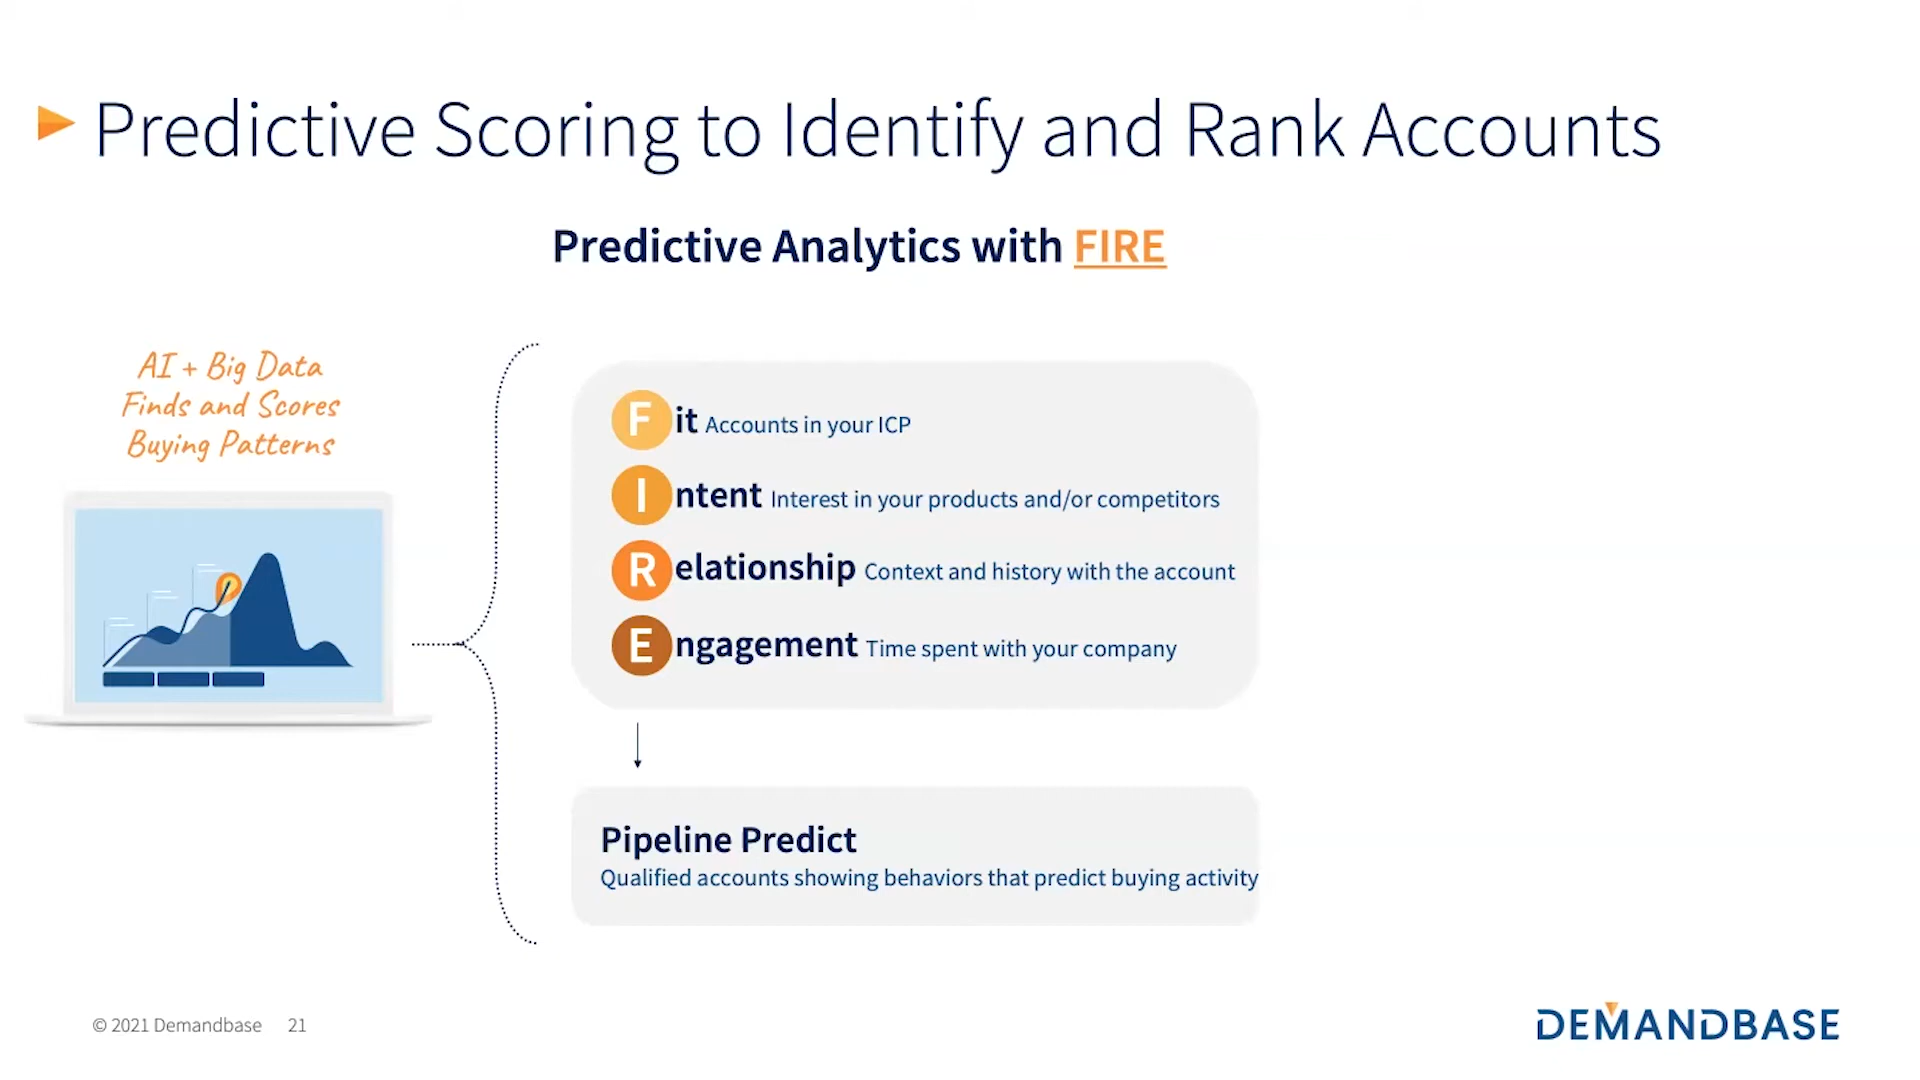 Predictive Scoring to Identify and Rank Accounts
Predictive Analytics with FIRE
AI + Big Data
Finds and Scores
Buying Patterns
Fit Accounts in your ICP
Intent Interest in your products and/or competitors
Relationship Context and history with the account
Engagement Time spent with your company
Pipeline Predict
Qualified accounts showing behaviors that predict buying activity
© 2021 Demandbase 21
DEMANDBASE